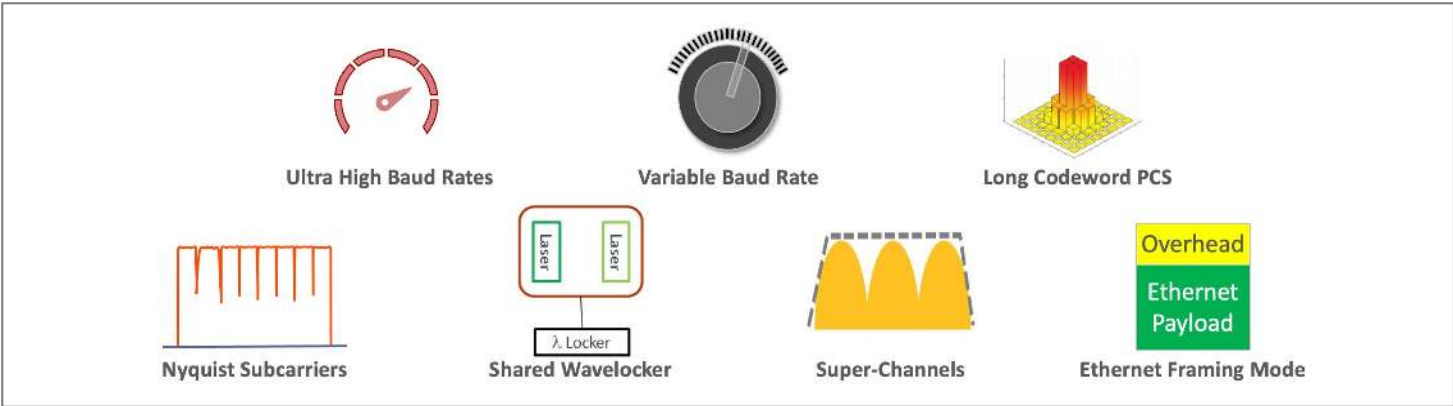 Ultra High Baud Rates
Variable Baud Rate
Long Codeword PCS
Laser
Laser
λ Locker
Overhead
Ethernet
Payload
Nyquist Subcarriers
Shared Wavelocker
Super-Channels
Ethernet Framing Mode